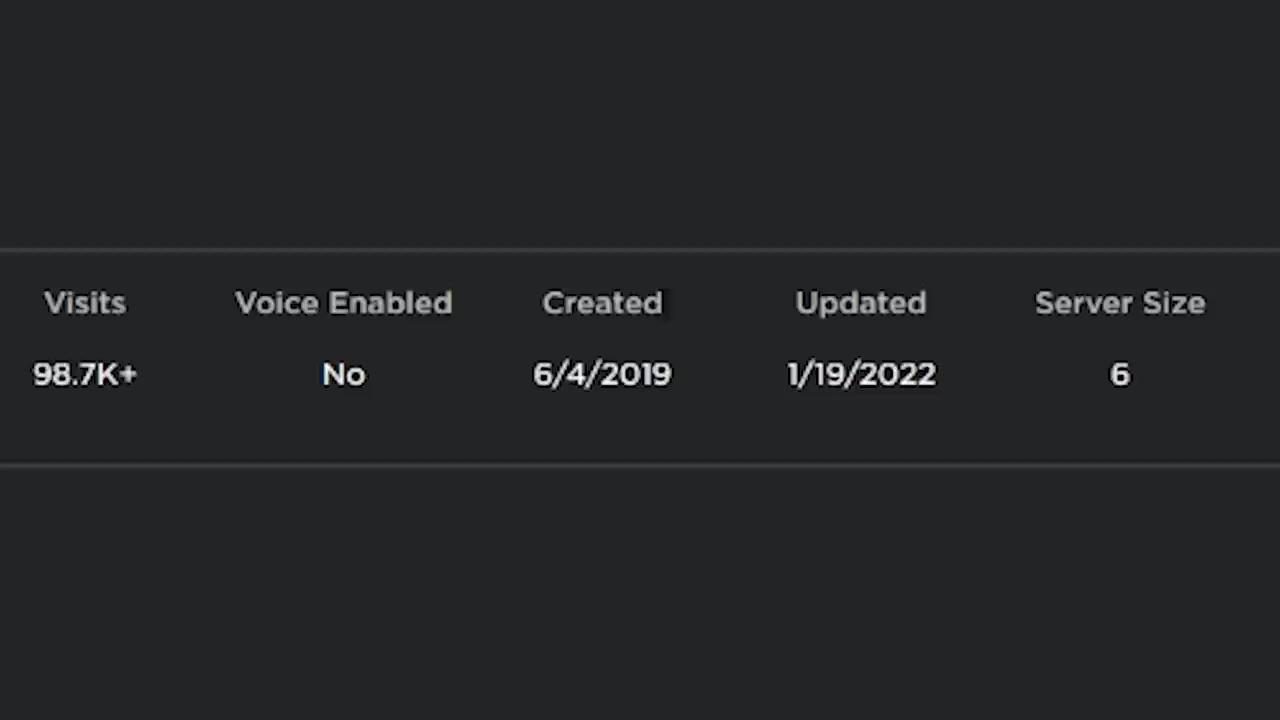 Visits Voice Enabled Created Updated Server Size
98.7K+ No 6/4/2019 1/19/2022 6